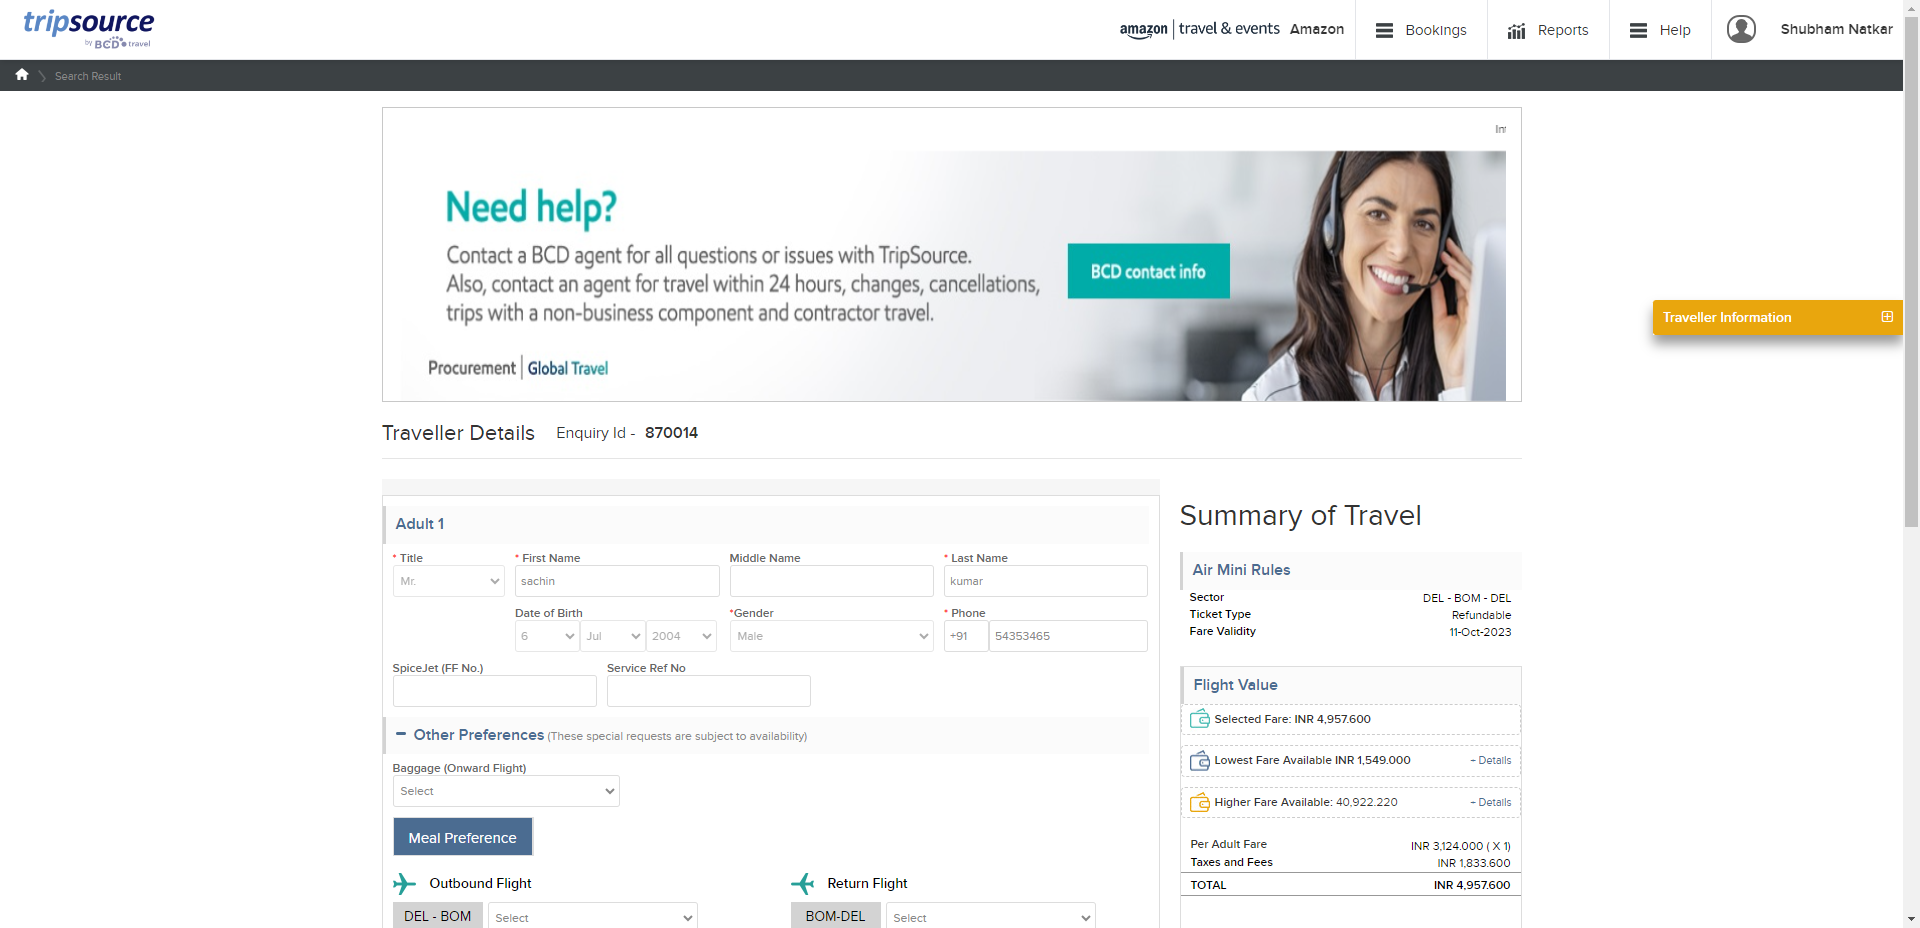 tripsource
by BCD travel
amazon | travel & events Amazon
Bookings
Reports
Help
Shubham Natkar
Search Result
Need help?
Contact a BCD agent for all questions or issues with TripSource.
Also, contact an agent for travel within 24 hours, changes, cancellations,
trips with a non-business component and contractor travel.
BCD contact info
Procurement | Global Travel
Traveller Information
Traveller Details Enquiry Id - 870014
Adult 1
* Title * First Name Middle Name * Last Name
Mr. sachin kumar
Date of Birth *Gender * Phone
6 Jul 2004 Male +91 54353465
SpiceJet (FF No.) Service Ref No
Other Preferences (These special requests are subject to availability)
Baggage (Onward Flight)
Select
Meal Preference
Outbound Flight Return Flight
DEL - BOM Select BOM-DEL Select
Summary of Travel
Air Mini Rules
Sector DEL - BOM - DEL
Ticket Type Refundable
Fare Validity 11-Oct-2023
Flight Value
Selected Fare: INR 4,957.600
Lowest Fare Available INR 1,549.000 + Details
Higher Fare Available: 40,922.220 + Details
Per Adult Fare INR 3,124.000 ( X 1)
Taxes and Fees INR 1,833.600
TOTAL INR 4,957.600